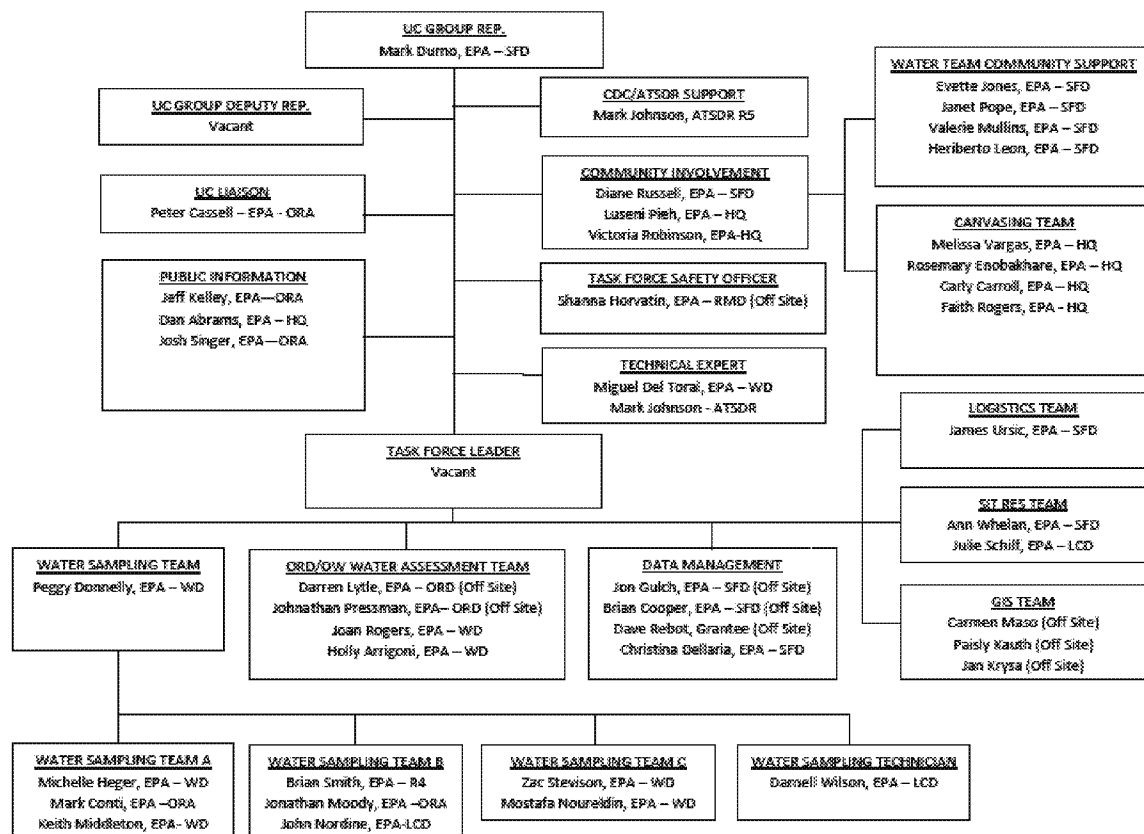 UC GROUP REP.
Mark Durno, EPA – SFD
UC GROUP DEPUTY REP.
Vacant
CDC/ATSDR SUPPORT
Mark Johnson, ATSDR R5
WATER TEAM COMMUNITY SUPPORT
Evette Jones, EPA – SFD
Janet Pope, EPA – SFD
Valerie Mullins, EPA – SFD
Heriberto Leon, EPA – SFD
UC LIAISON
Peter Cassell – EPA - ORA
COMMUNITY INVOLVEMENT
Diane Russell, EPA – SFD
Luseni Pieh, EPA – HQ
Victoria Robinson, EPA-HQ
CANVASING TEAM
Melissa Vargas, EPA – HQ
Rosemary Enobakhare, EPA – HQ
Carly Carroll, EPA – HQ
Faith Rogers, EPA - HQ
PUBLIC INFORMATION
Jeff Kelley, EPA—ORA
Dan Abrams, EPA – HQ
Josh Singer, EPA—ORA
TASK FORCE SAFETY OFFICER
Shanna Horvatin, EPA – RMD (Off Site)
TECHNICAL EXPERT
Miguel Del Toral, EPA – WD
Mark Johnson - ATSDR
TASK FORCE LEADER
Vacant
LOGISTICS TEAM
James Ursic, EPA – SFD
SIT RES TEAM
Ann Whelan, EPA – SFD
Julie Schilf, EPA – LCD
GIS TEAM
Carmen Maso (Off Site)
Paisly Kauth (Off Site)
Jan Krysa (Off Site)
WATER SAMPLING TEAM
Peggy Donnelly, EPA – WD
ORD/OW WATER ASSESSMENT TEAM
Darren Lytle, EPA – ORD (Off Site)
Johnathan Pressman, EPA– ORD (Off Site)
Joan Rogers, EPA – WD
Holly Arrigoni, EPA – WD
DATA MANAGEMENT
Jon Gulch, EPA – SFD (Off Site)
Brian Cooper, EPA – SFD (Off Site)
Dave Rebot, Grantee (Off Site)
Christina Dellaria, EPA – SFD
WATER SAMPLING TEAM A
Michelle Heger, EPA – WD
Mark Conti, EPA –ORA
Keith Middleton, EPA- WD
WATER SAMPLING TEAM B
Brian Smith, EPA – R4
Jonathan Moody, EPA –ORA
John Nordine, EPA-LCD
WATER SAMPLING TEAM C
Zac Stevison, EPA – WD
Mostafa Noureldin, EPA – WD
WATER SAMPLING TECHNICIAN
Darnell Wilson, EPA – LCD